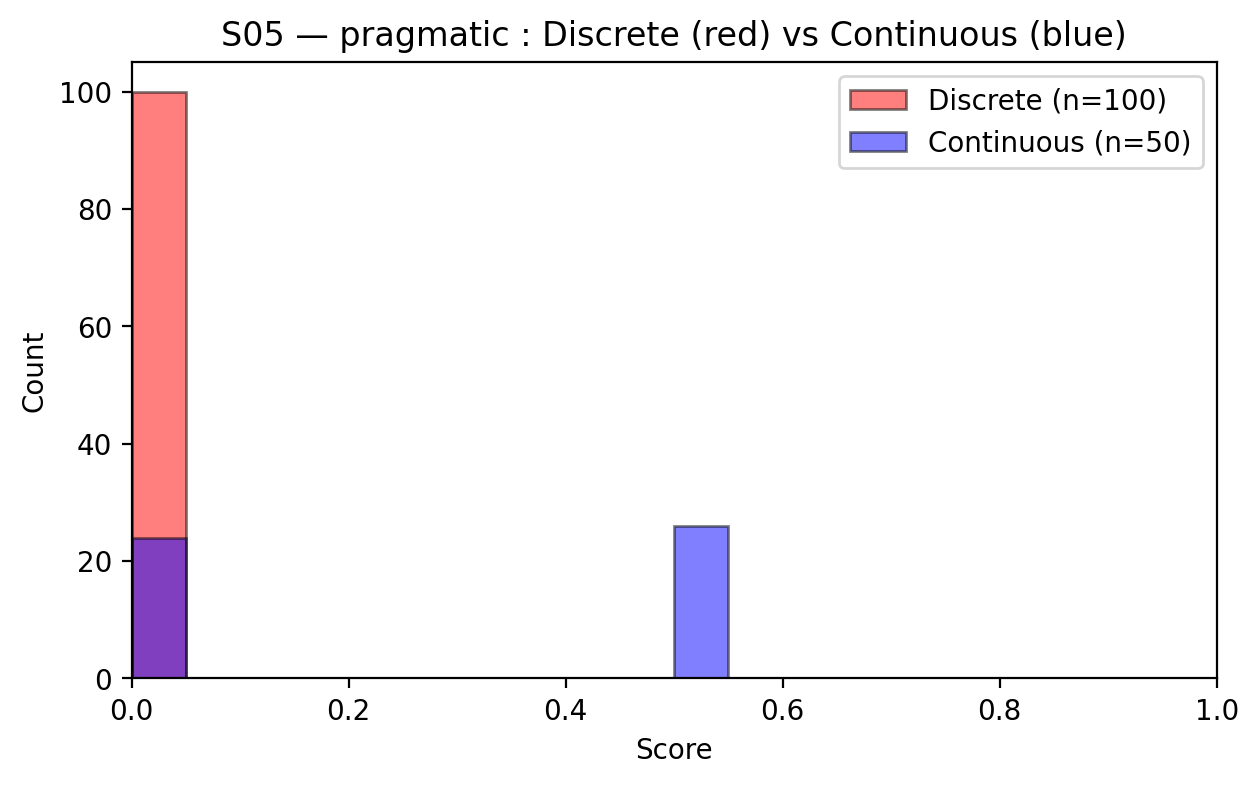 S05 — pragmatic : Discrete (red) vs Continuous (blue)
Discrete (n=100)
Continuous (n=50)
100
80
60
40
20
0
Count
0.0 0.2 0.4 0.6 0.8 1.0
Score